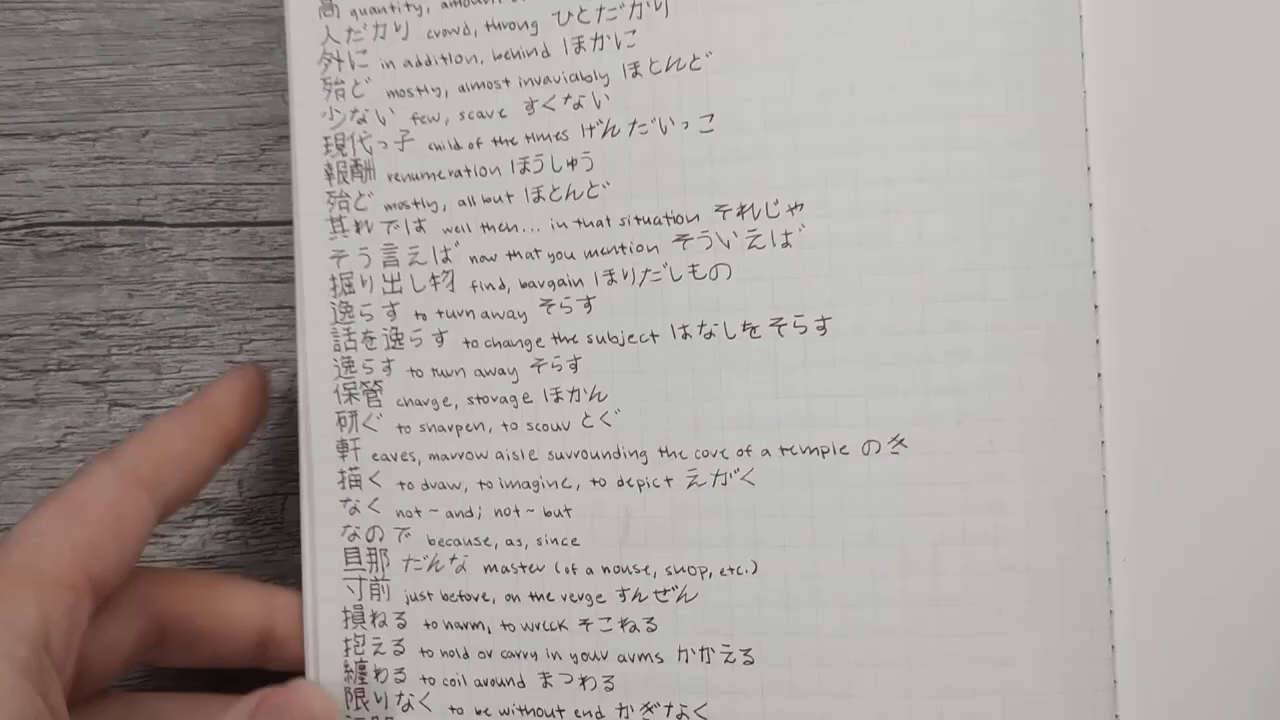 高 quantity, amount
人だかり crowd, throng ひとだかり
外に in addition, behind ほかに
殆ど mostly, almost invariably ほとんど
少ない few, scare すくない
現代っ子 child of the times げんだいっこ
報酬 renumeration ほうしゅう
殆ど mostly, all but ほとんど
其れでは well then... in that situation それじゃ
そう言えば now that you mention そういえば
掘り出し物 find, bargain ほりだしもの
逸らす to turn away そらす
話を逸らす to change the subject はなしをそらす
逸らす to turn away そらす
保管 charge, storage ほかん
研ぐ to sharpen, to scour とぐ
軒 eaves, marrow aisle surrounding the core of a temple のき
描く to draw, to imagine, to depict えがく
なく not ~ and; not ~ but
なので because, as, since
旦那 だんな master (of a house, shop, etc.)
寸前 just before, on the verge すんぜん
損ねる to harm, to wreck そこねる
抱える to hold or carry in your arms かかえる
纏わる to coil around まつわる
限りなく to be without end かぎなく